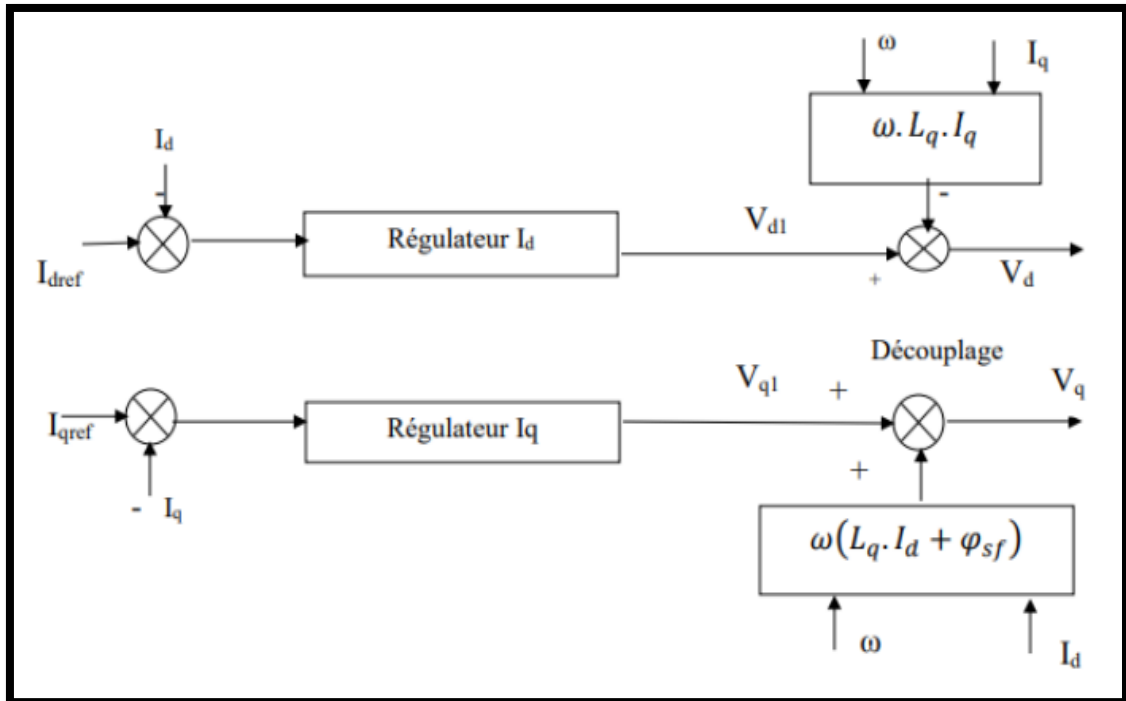 ω
I_q
ω. L_q. I_q
I_d
-
-
V_d1
Régulateur I_d
I_dref
+
V_d
Découplage
V_q1
+
V_q
I_qref
Régulateur Iq
+
- I_q
ω(L_q. I_d + φ_sf)
ω
I_d